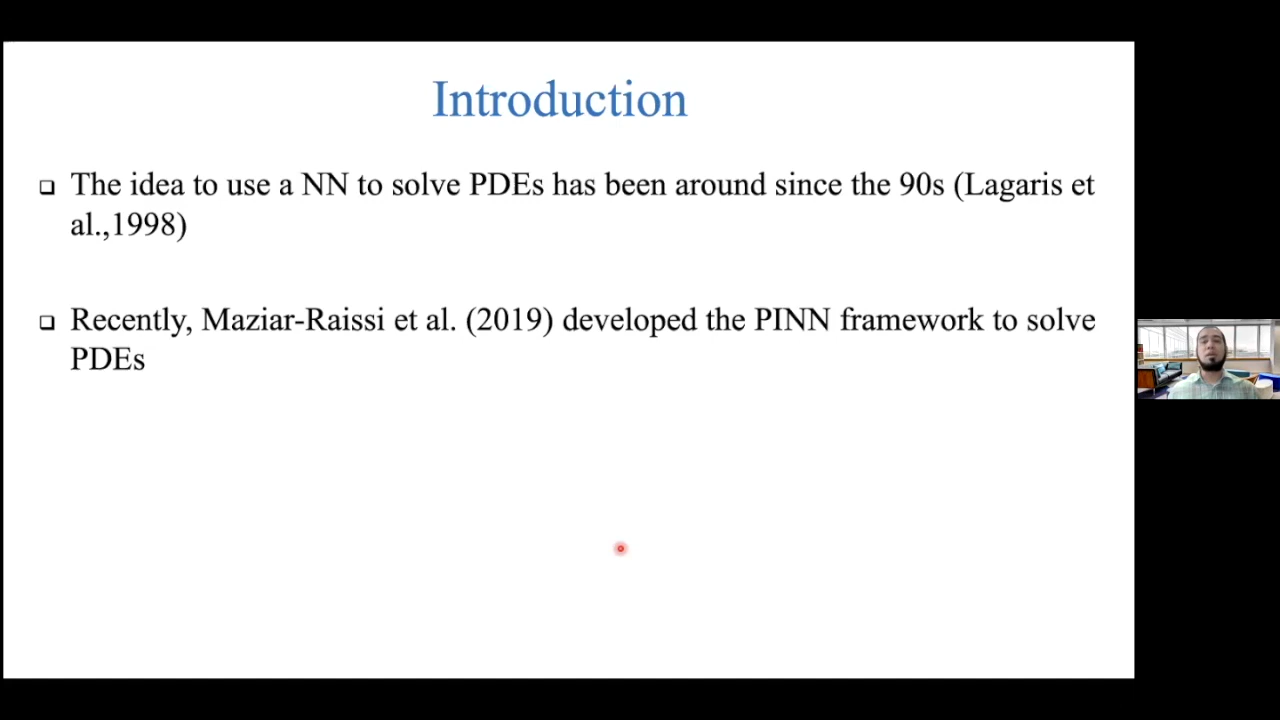 Introduction
The idea to use a NN to solve PDEs has been around since the 90s (Lagaris et
al.,1998)
Recently, Maziar-Raissi et al. (2019) developed the PINN framework to solve
PDEs